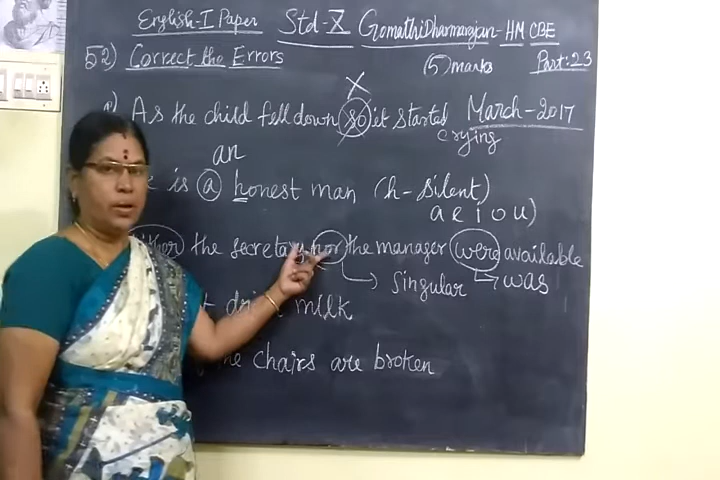 English-I Paper Std-X Gomathi Dharmarajan-HM CBE
52) Correct the Errors (5) marks Part:23
As the child fell down so it started March-2017
crying
an
is a honest man (h-silent)
a e i o u)
the secretary nor the manager were available
singular was
milk
the chairs are broken